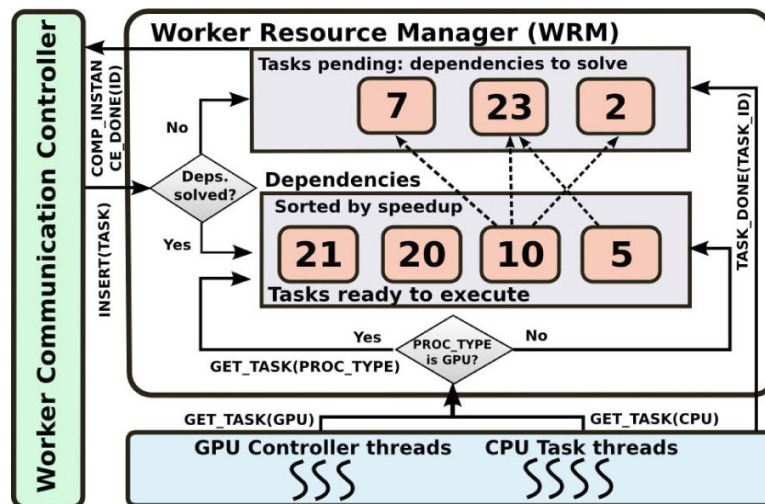 Worker Communication Controller
Worker Resource Manager (WRM)
Tasks pending: dependencies to solve
7 23 2
COMP_INSTAN
CE_DONE(ID)
No
Deps.
solved?
Yes
INSERT(TASK)
Dependencies
Sorted by speedup
21 20 10 5
Tasks ready to execute
TASK_DONE(TASK_ID)
Yes
PROC_TYPE
is GPU?
No
GET_TASK(PROC_TYPE)
GET_TASK(GPU)
GET_TASK(CPU)
GPU Controller threads
CPU Task threads